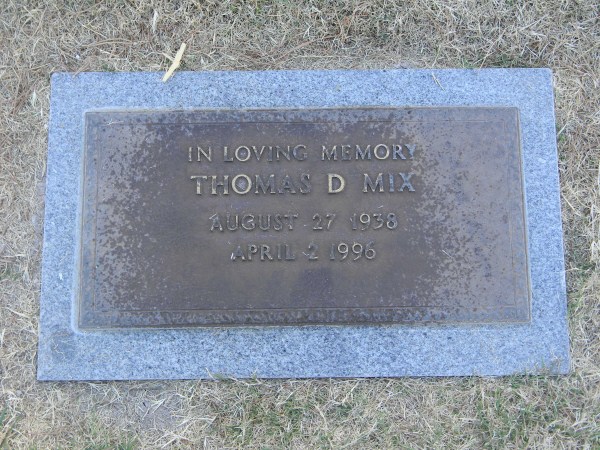 IN LOVING MEMORY
THOMAS D MIX
AUGUST 27 1938
APRIL 2 1996